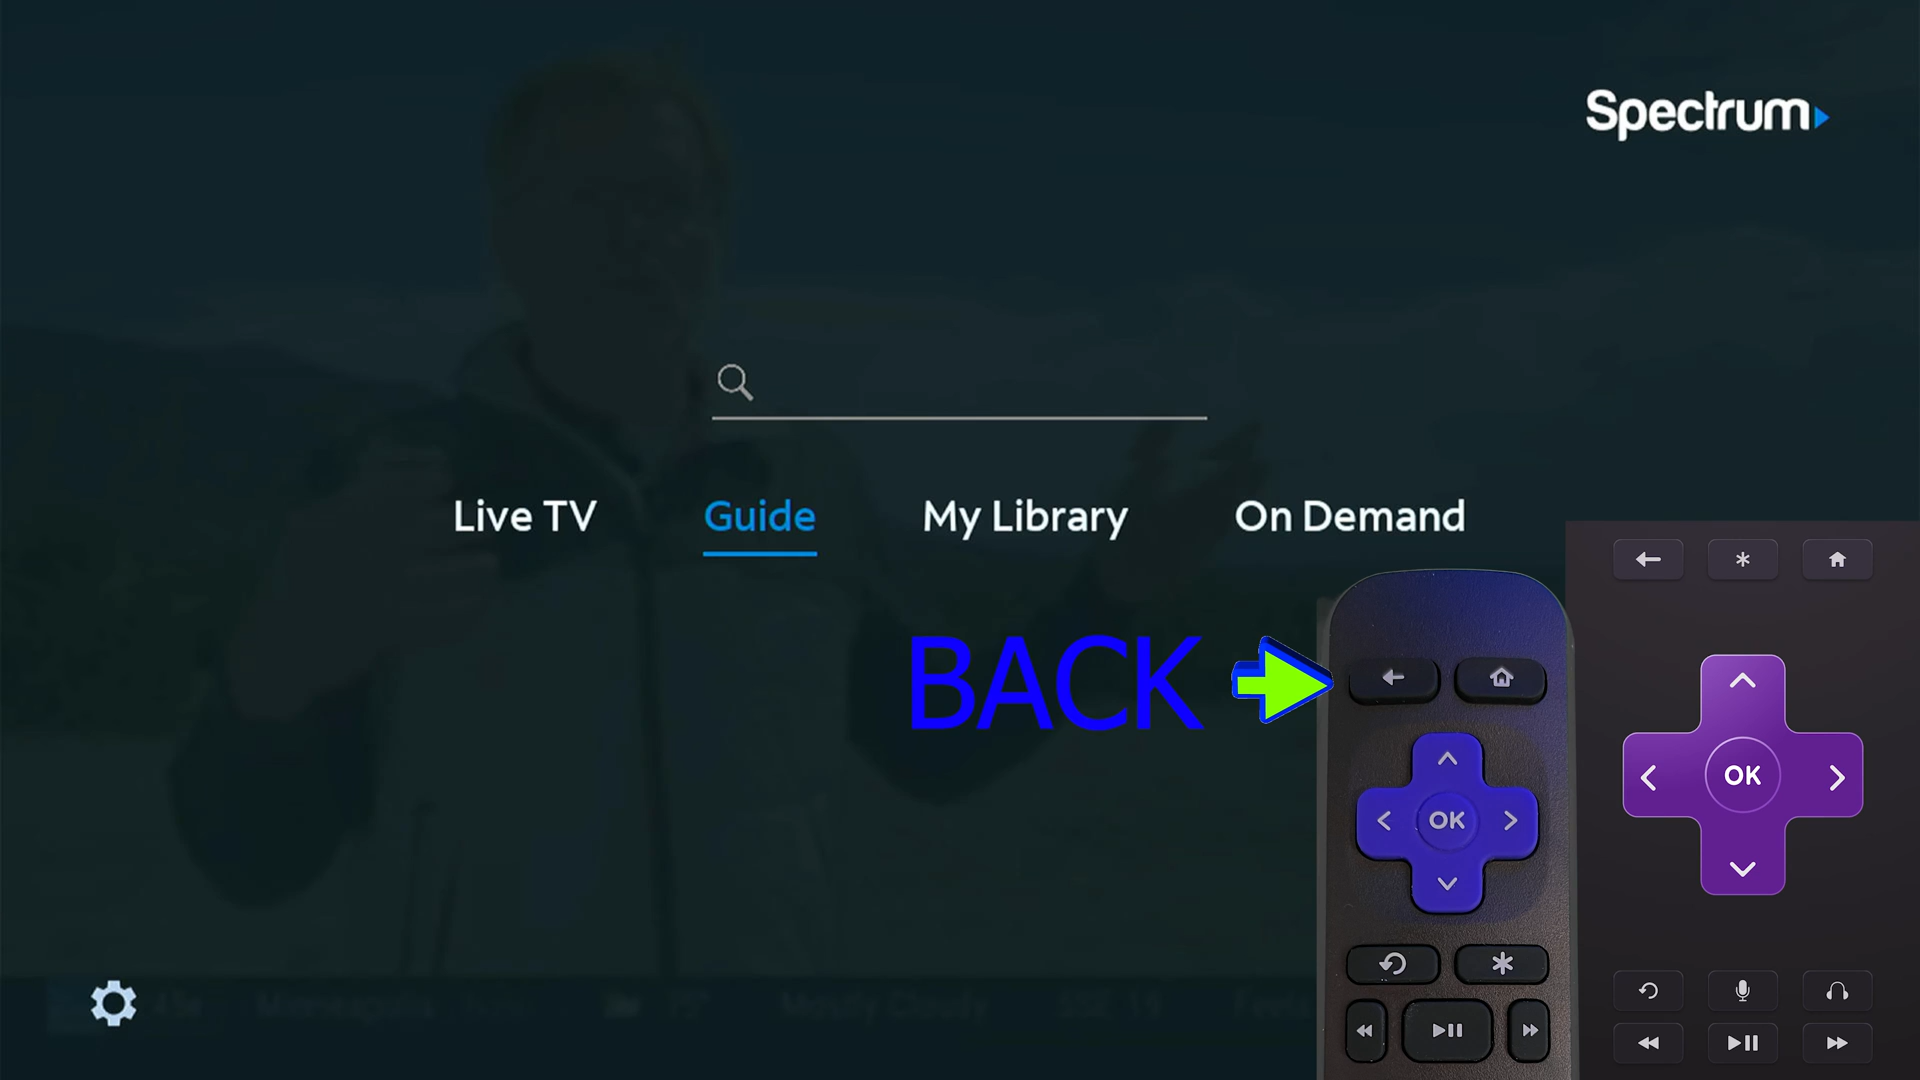 Spectrum
Live TV
Guide
My Library
On Demand
BACK
OK
OK